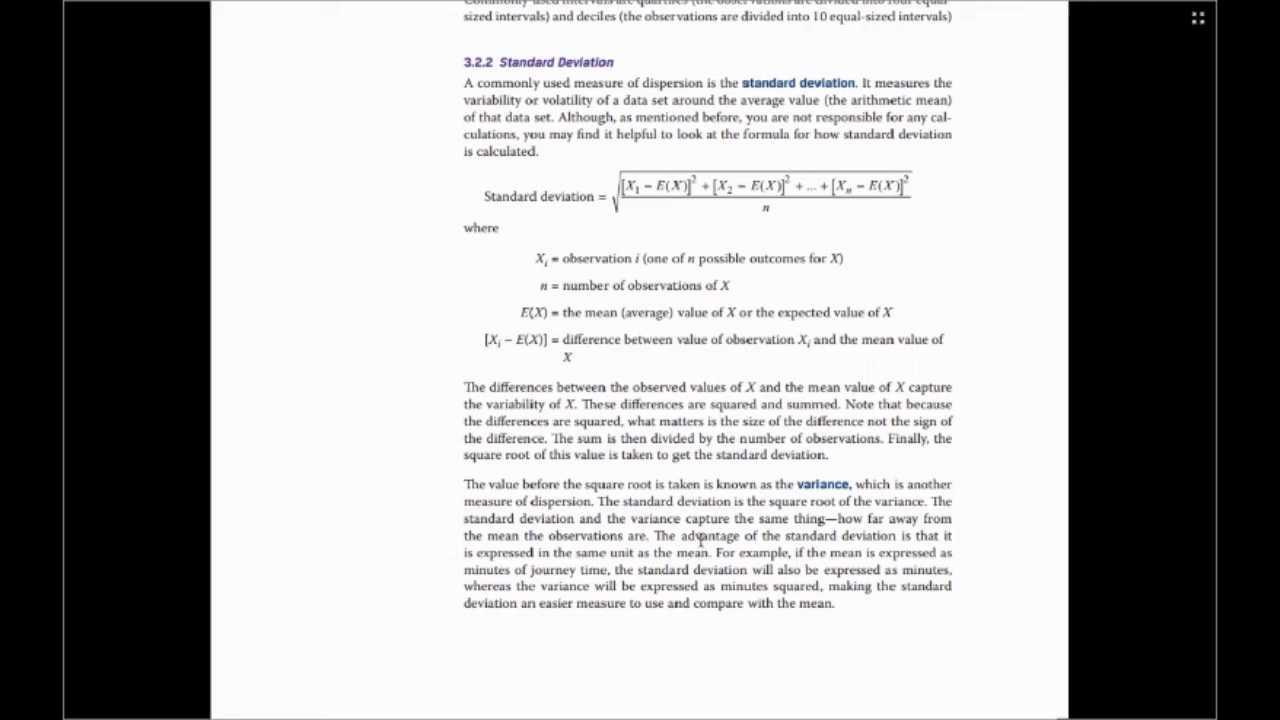 sized intervals) and deciles (the observations are divided into 10 equal-sized intervals)
3.2.2 Standard Deviation
A commonly used measure of dispersion is the standard deviation. It measures the
variability or volatility of a data set around the average value (the arithmetic mean)
of that data set. Although, as mentioned before, you are not responsible for any cal-
culations, you may find it helpful to look at the formula for how standard deviation
is calculated.
Standard deviation = √([X₁ − E(X)]² + [X₂ − E(X)]² + ... + [Xₙ − E(X)]² / n)
where
Xᵢ = observation i (one of n possible outcomes for X)
n = number of observations of X
E(X) = the mean (average) value of X or the expected value of X
[Xᵢ − E(X)] = difference between value of observation Xᵢ and the mean value of
X
The differences between the observed values of X and the mean value of X capture
the variability of X. These differences are squared and summed. Note that because
the differences are squared, what matters is the size of the difference not the sign of
the difference. The sum is then divided by the number of observations. Finally, the
square root of this value is taken to get the standard deviation.
The value before the square root is taken is known as the variance, which is another
measure of dispersion. The standard deviation is the square root of the variance. The
standard deviation and the variance capture the same thing—how far away from
the mean the observations are. The advantage of the standard deviation is that it
is expressed in the same unit as the mean. For example, if the mean is expressed as
minutes of journey time, the standard deviation will also be expressed as minutes,
whereas the variance will be expressed as minutes squared, making the standard
deviation an easier measure to use and compare with the mean.